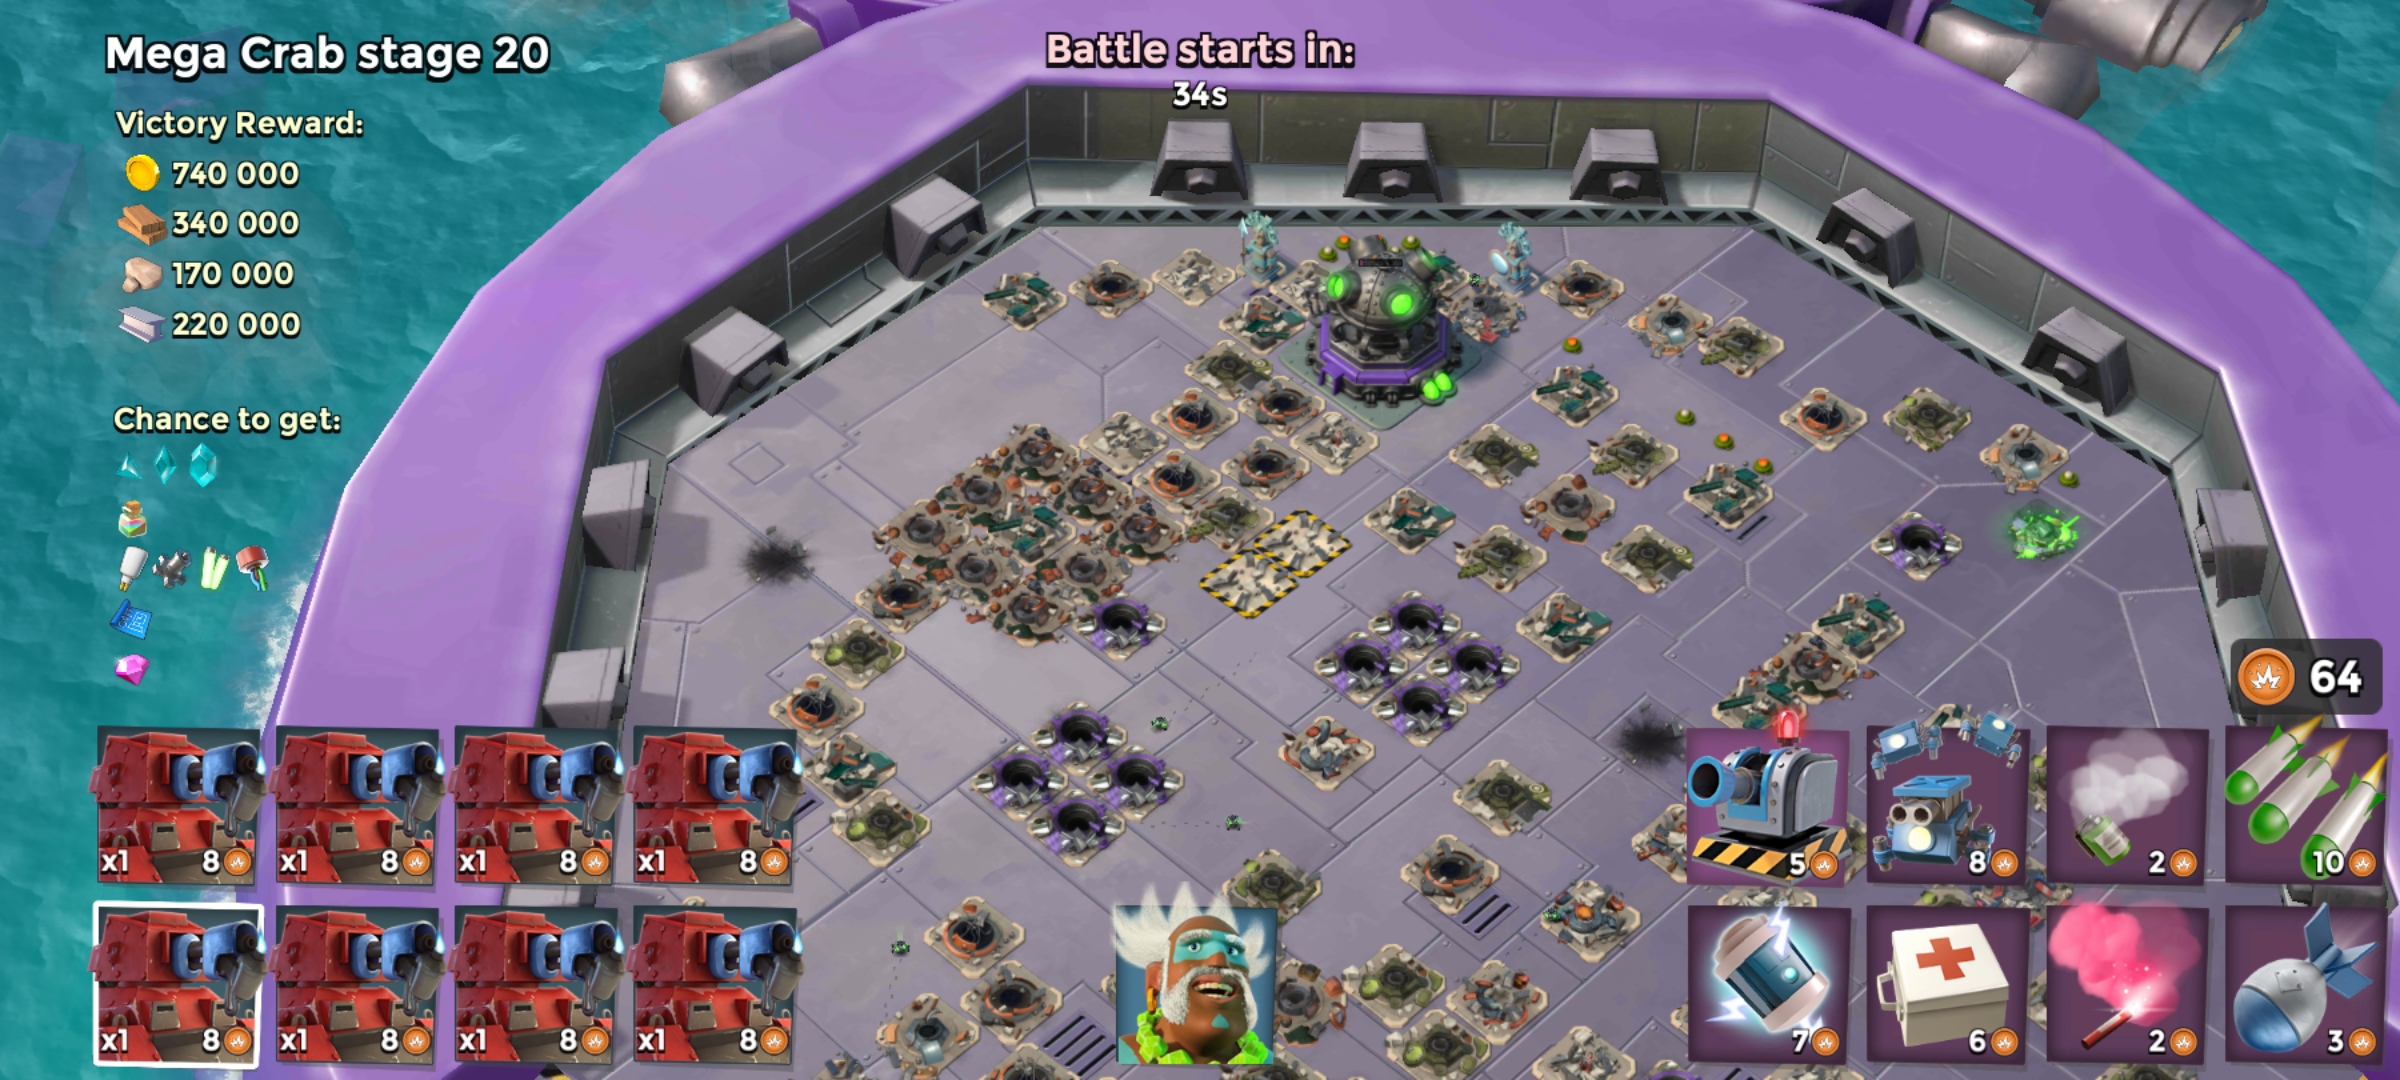 Mega Crab stage 20
Battle starts in:
34s
Victory Reward:
740 000
340 000
170 000
220 000
Chance to get:
64
x1 8
x1 8
x1 8
x1 8
5
8
2
10
x1 8
x1 8
x1 8
x1 8
7
6
2
3